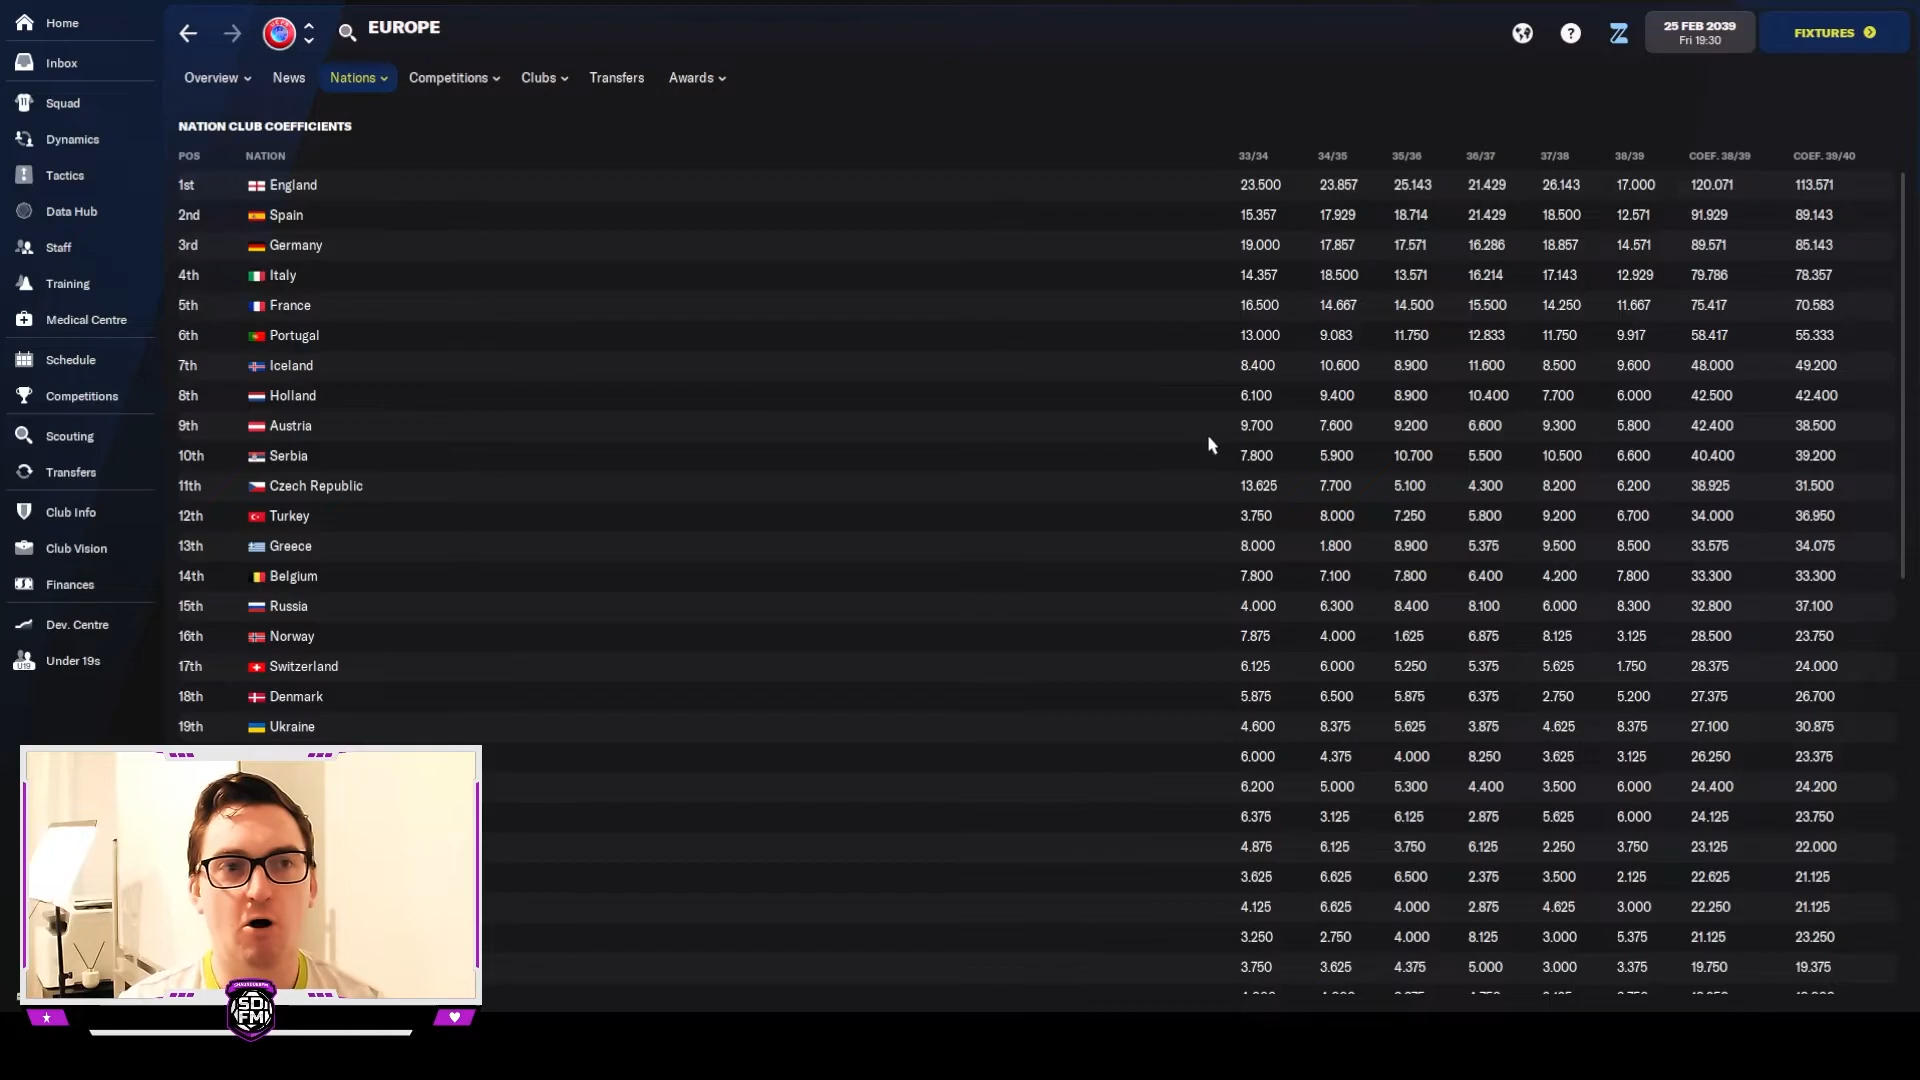 Home
Inbox
Squad
Dynamics
Tactics
Data Hub
Staff
Training
Medical Centre
Schedule
Competitions
Scouting
Transfers
Club Info
Club Vision
Finances
Dev. Centre
Under 19s
EUROPE
25 FEB 2039
Fri 19:30
FIXTURES
Overview News Nations Competitions Clubs Transfers Awards
NATION CLUB COEFFICIENTS
POS NATION 33/34 34/35 35/36 36/37 37/38 38/39 COEF. 38/39 COEF. 39/40
1st England 23.500 23.857 25.143 21.429 26.143 17.000 120.071 113.571
2nd Spain 15.357 17.929 18.714 21.429 18.500 12.571 91.929 89.143
3rd Germany 19.000 17.857 17.571 16.286 18.857 14.571 89.571 85.143
4th Italy 14.357 18.500 13.571 16.214 17.143 12.929 79.786 78.357
5th France 16.500 14.667 14.500 15.500 14.250 11.667 75.417 70.583
6th Portugal 13.000 9.083 11.750 12.833 11.750 9.917 58.417 55.333
7th Iceland 8.400 10.600 8.900 11.600 8.500 9.600 48.000 49.200
8th Holland 6.100 9.400 8.900 10.400 7.700 6.000 42.500 42.400
9th Austria 9.700 7.600 9.200 6.600 9.300 5.800 42.400 38.500
10th Serbia 7.800 5.900 10.700 5.500 10.500 6.600 40.400 39.200
11th Czech Republic 13.625 7.700 5.100 4.300 8.200 6.200 38.925 31.500
12th Turkey 3.750 8.000 7.250 5.800 9.200 6.700 34.000 36.950
13th Greece 8.000 1.800 8.900 5.375 9.500 8.500 33.575 34.075
14th Belgium 7.800 7.100 7.800 6.400 4.200 7.800 33.300 33.300
15th Russia 4.000 6.300 8.400 8.100 6.000 8.300 32.800 37.100
16th Norway 7.875 4.000 1.625 6.875 8.125 3.125 28.500 23.750
17th Switzerland 6.125 6.000 5.250 5.375 5.625 1.750 28.375 24.000
18th Denmark 5.875 6.500 5.875 6.375 2.750 5.200 27.375 26.700
19th Ukraine 4.600 8.375 5.625 3.875 4.625 8.375 27.100 30.875
6.000 4.375 4.000 8.250 3.625 3.125 26.250 23.375
6.200 5.000 5.300 4.400 3.500 6.000 24.400 24.200
6.375 3.125 6.125 2.875 5.625 6.000 24.125 23.750
4.875 6.125 3.750 6.125 2.250 3.750 23.125 22.000
3.625 6.625 6.500 2.375 3.500 2.125 22.625 21.125
4.125 6.625 4.000 2.875 4.625 3.000 22.250 21.125
3.250 2.750 4.000 8.125 3.000 5.375 21.125 23.250
3.750 3.625 4.375 5.000 3.000 3.375 19.750 19.375
SD
FM